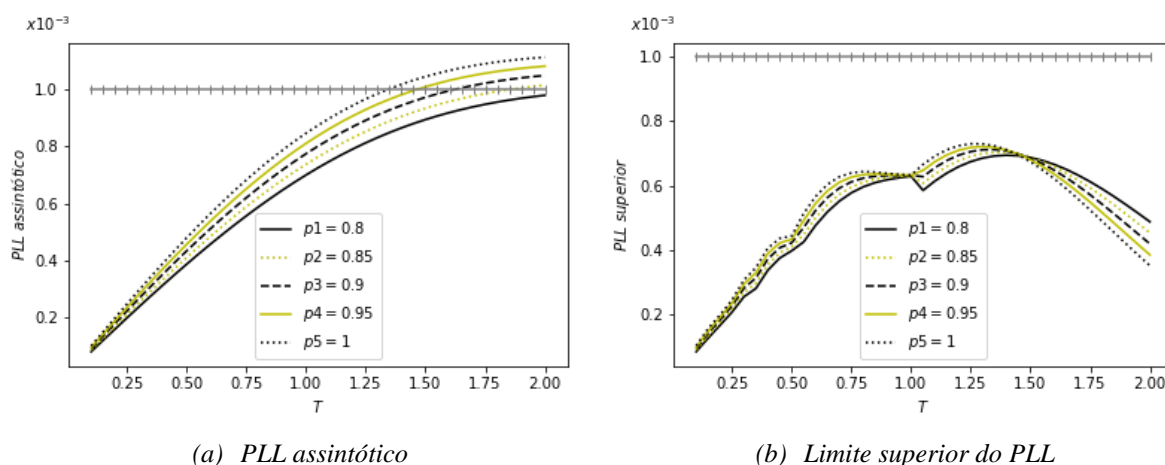 x10⁻³
1.0
0.8
0.6
0.4
0.2
PLL assintótico
p1 = 0.8
p2 = 0.85
p3 = 0.9
p4 = 0.95
p5 = 1
0.25 0.50 0.75 1.00 1.25 1.50 1.75 2.00
T
(a) PLL assintótico
x10⁻³
1.0
0.8
0.6
0.4
0.2
PLL superior
p1 = 0.8
p2 = 0.85
p3 = 0.9
p4 = 0.95
p5 = 1
0.25 0.50 0.75 1.00 1.25 1.50 1.75 2.00
T
(b) Limite superior do PLL